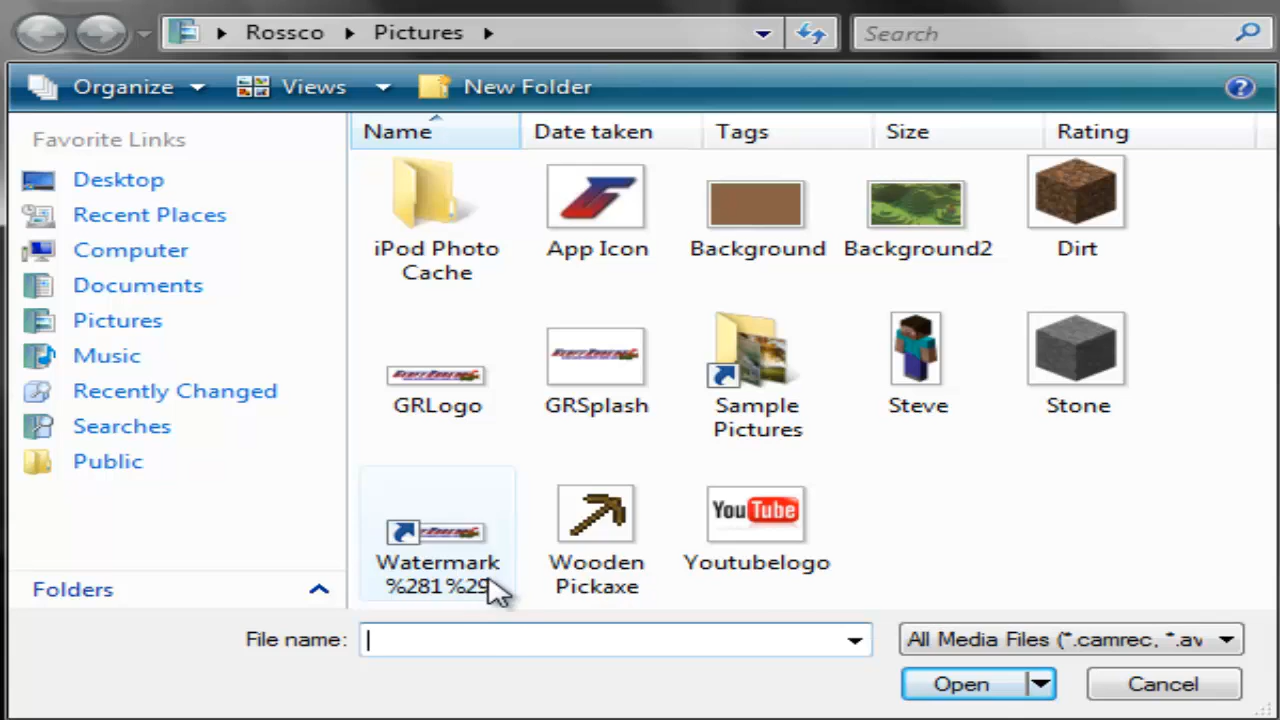 Rossco
Pictures
Search
Organize
Views
New Folder
Favorite Links
Desktop
Recent Places
Computer
Documents
Pictures
Music
Recently Changed
Searches
Public
Folders
Name
Date taken
Tags
Size
Rating
iPod Photo
Cache
App Icon
Background
Background2
Dirt
GRLogo
GRSplash
Sample
Pictures
Steve
Stone
Watermark
%281%29
Wooden
Pickaxe
YouTube
Youtubelogo
File name:
All Media Files (*.camrec, *.av
Open
Cancel